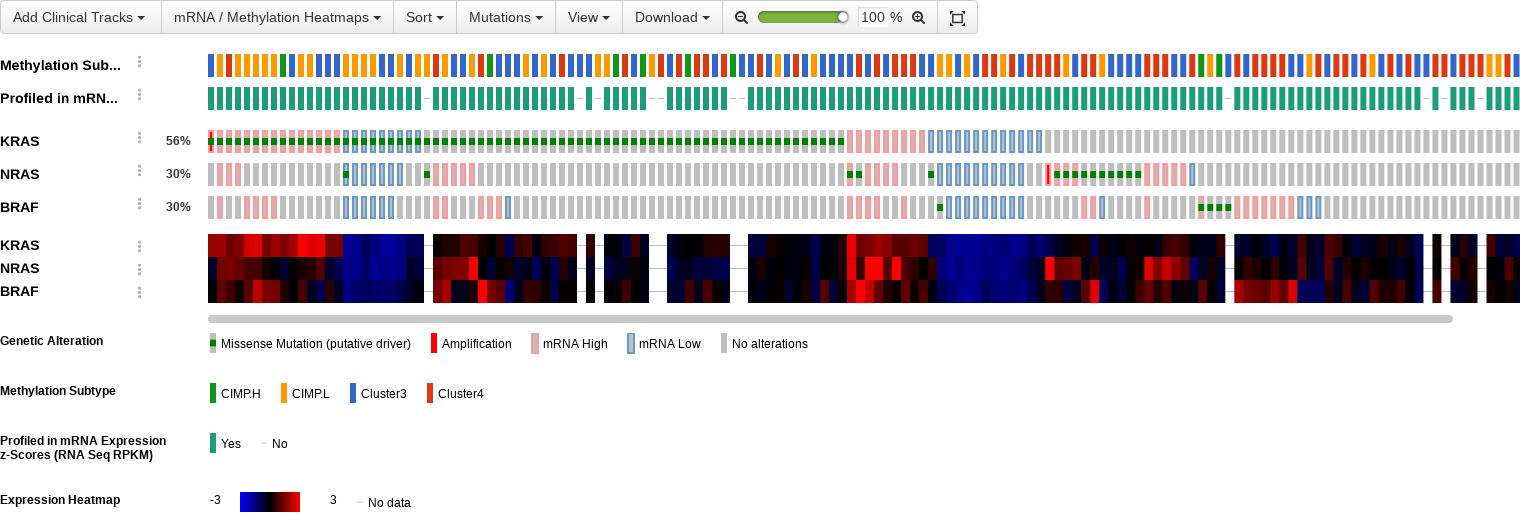 Add Clinical Tracks mRNA / Methylation Heatmaps Sort Mutations View Download 100 %
Methylation Sub...
Profiled in mRN...
KRAS 56%
NRAS 30%
BRAF 30%
KRAS
NRAS
BRAF
Genetic Alteration Missense Mutation (putative driver) Amplification mRNA High mRNA Low No alterations
Methylation Subtype CIMP.H CIMP.L Cluster3 Cluster4
Profiled in mRNA Expression Yes No
z-Scores (RNA Seq RPKM)
Expression Heatmap -3 3 No data